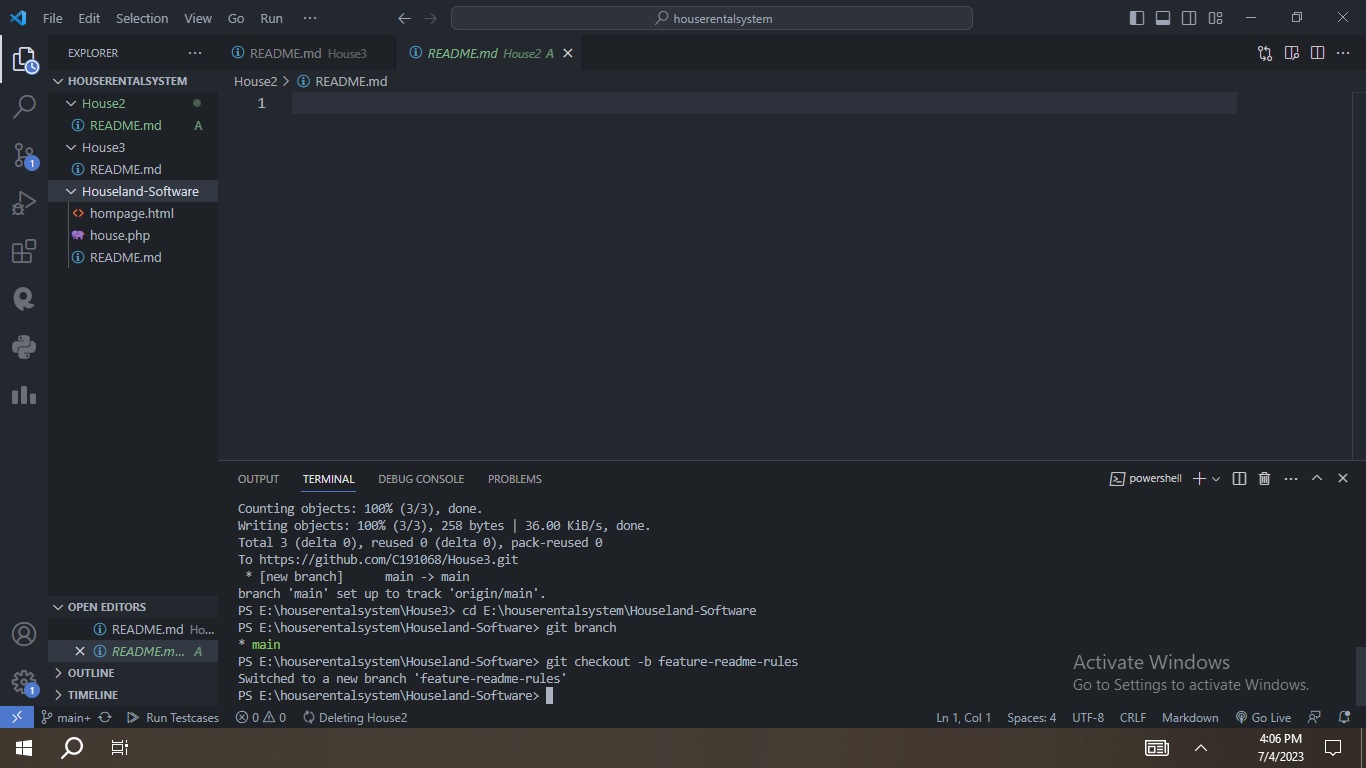 File Edit Selection View Go Run ··· houserentalsystem
EXPLORER ···
README.md House3 README.md House2 A
HOUSERENTALSYSTEM
House2
README.md A
House3
README.md
Houseland-Software
hompage.html
house.php
README.md
1
1
OPEN EDITORS
README.md Ho...
README.m... A
OUTLINE
TIMELINE
House2 > README.md
1
OUTPUT TERMINAL DEBUG CONSOLE PROBLEMS powershell
Counting objects: 100% (3/3), done.
Writing objects: 100% (3/3), 258 bytes | 36.00 KiB/s, done.
Total 3 (delta 0), reused 0 (delta 0), pack-reused 0
To https://github.com/C191068/House3.git
* [new branch] main -> main
branch 'main' set up to track 'origin/main'.
PS E:\houserentalsystem\House3> cd E:\houserentalsystem\Houseland-Software
PS E:\houserentalsystem\Houseland-Software> git branch
* main
PS E:\houserentalsystem\Houseland-Software> git checkout -b feature-readme-rules
Switched to a new branch 'feature-readme-rules'
PS E:\houserentalsystem\Houseland-Software>
Activate Windows
Go to Settings to activate Windows.
main+ Run Testcases 0 0 Deleting House2 Ln 1, Col 1 Spaces: 4 UTF-8 CRLF Markdown Go Live
4:06 PM
7/4/2023